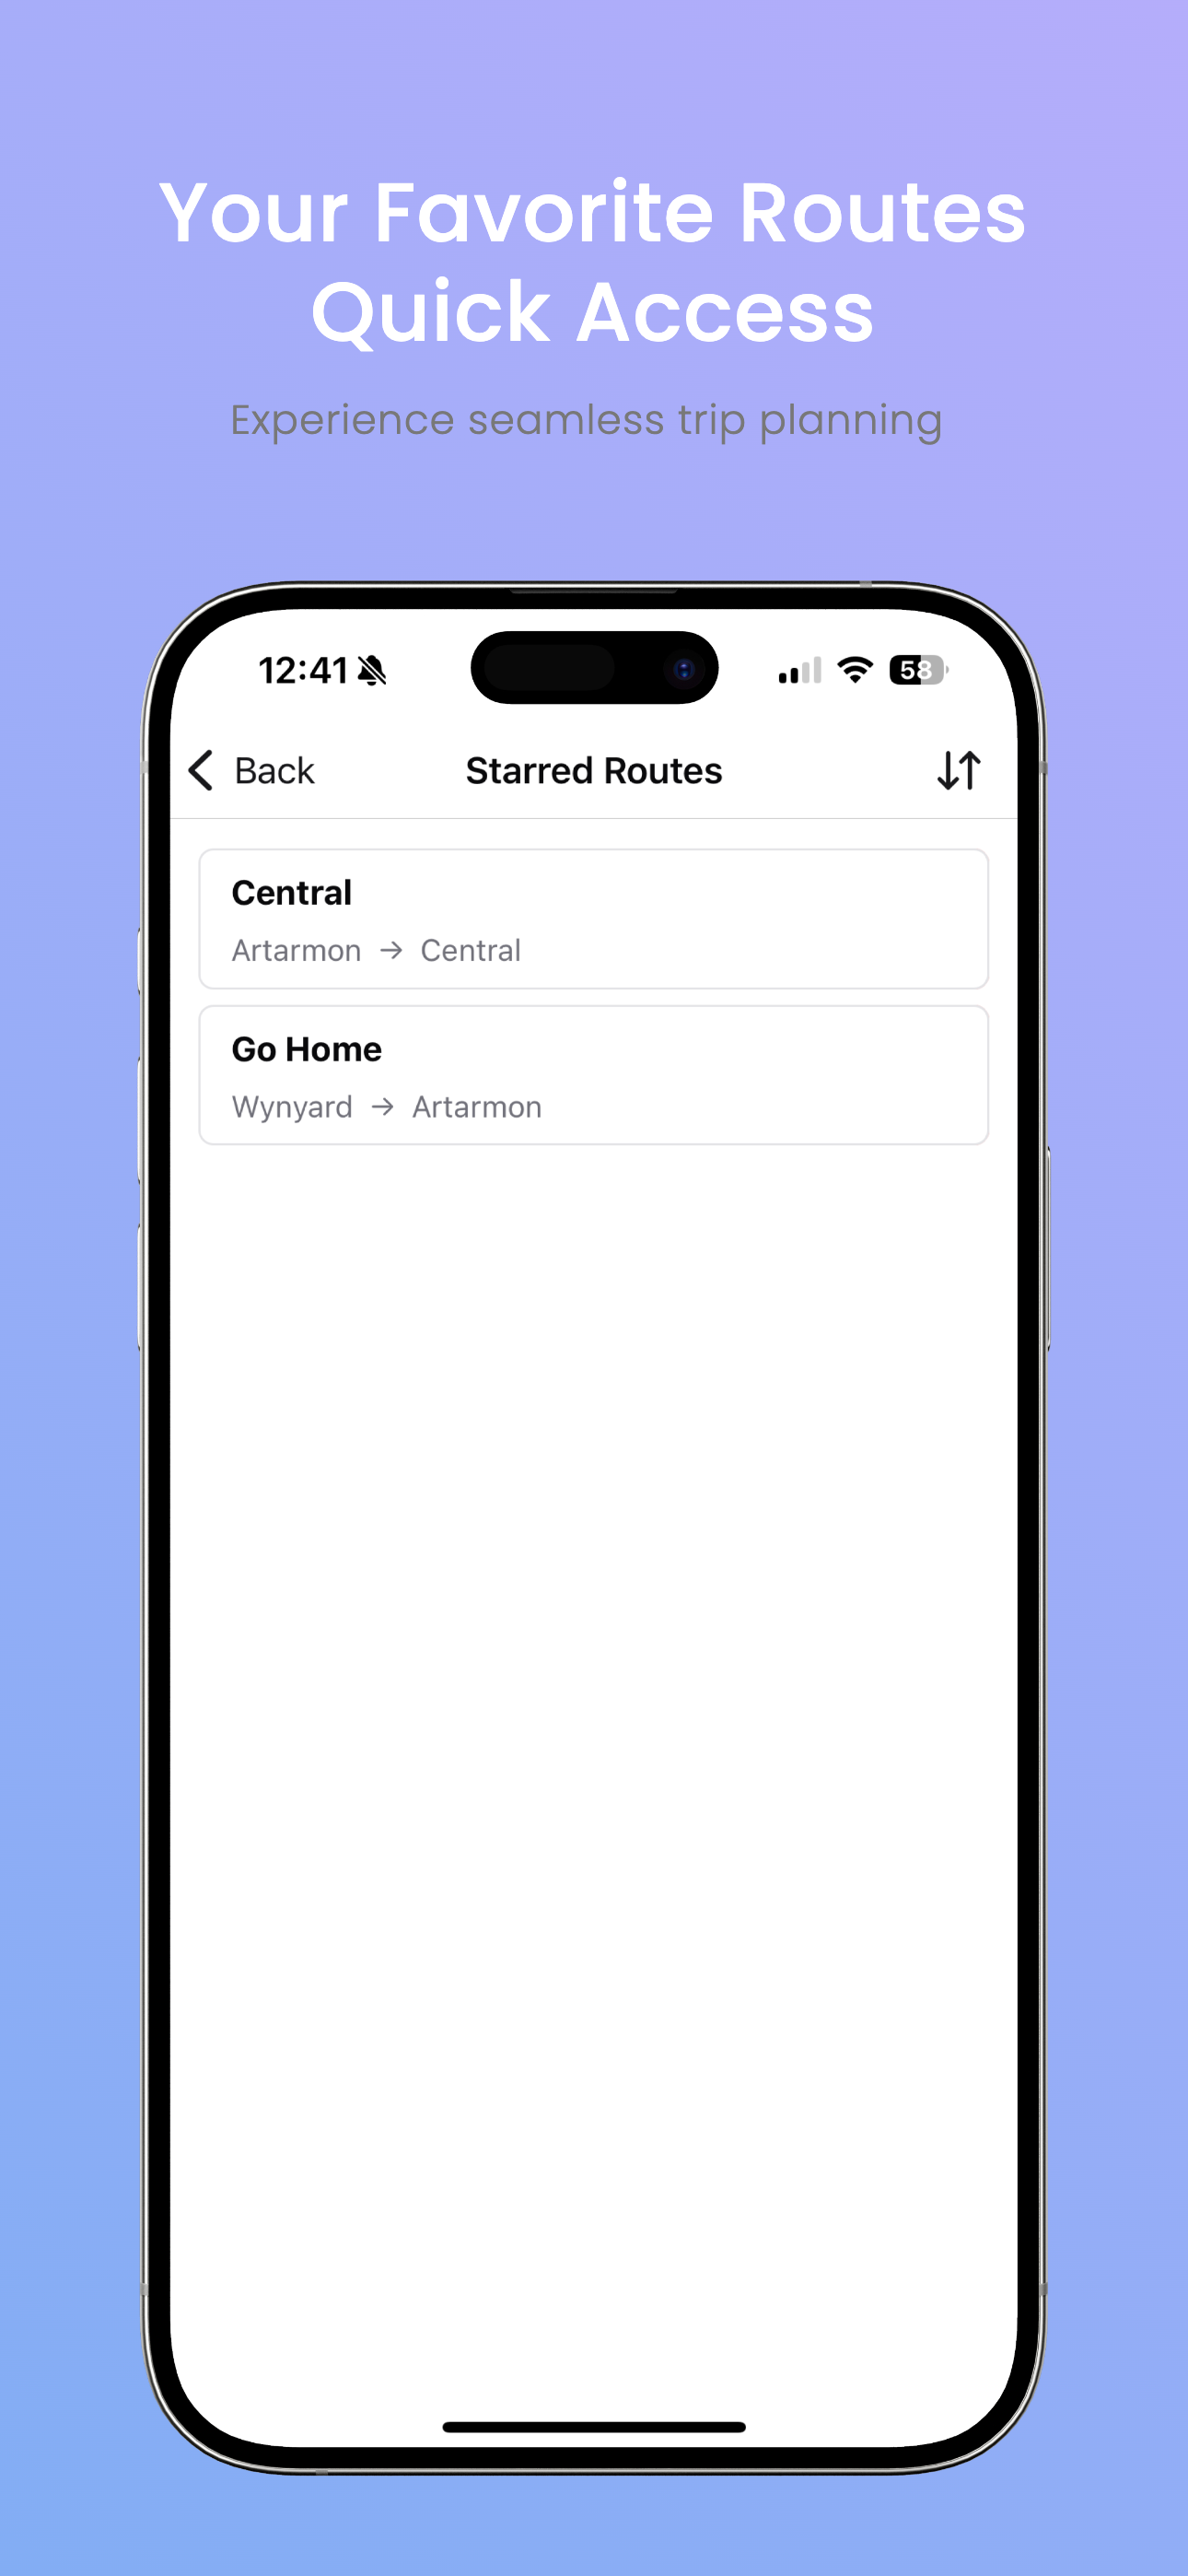 Your Favorite Routes
Quick Access
Experience seamless trip planning
12:41 58
Back Starred Routes
Central
Artarmon → Central
Go Home
Wynyard → Artarmon